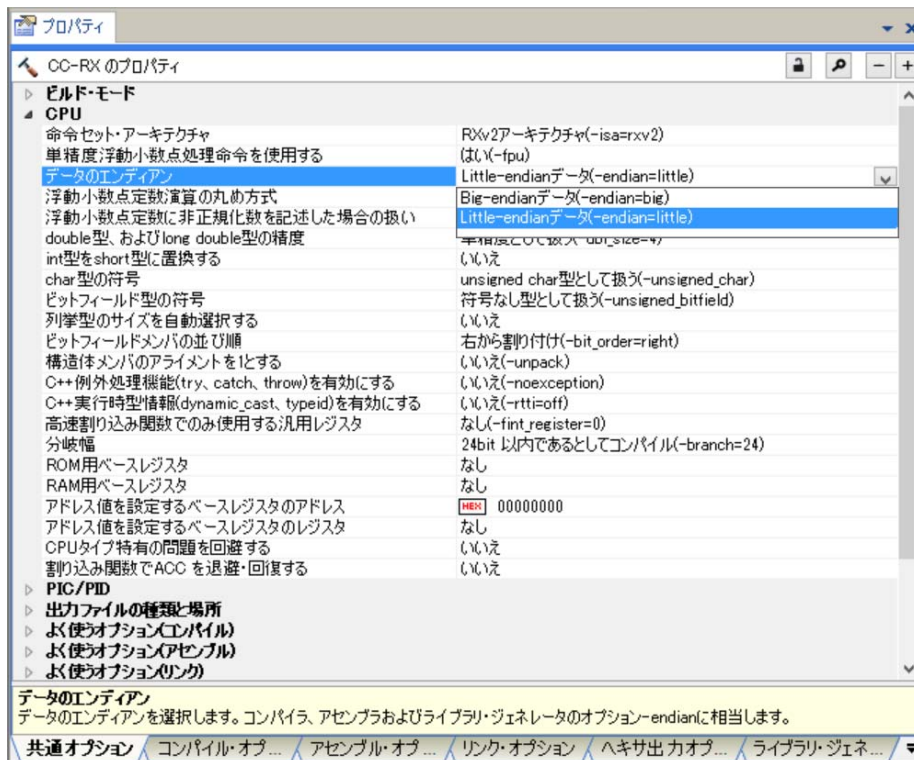 プロパティ
CC-RX のプロパティ
ビルド・モード
CPU
命令セット・アーキテクチャ RXv2アーキテクチャ(-isa=rxv2)
単精度浮動小数点処理命令を使用する はい(-fpu)
データのエンディアン Little-endianデータ(-endian=little)
浮動小数点定数演算の丸め方式 Big-endianデータ(-endian=big)
浮動小数点定数に非正規化数を記述した場合の扱い Little-endianデータ(-endian=little)
double型、およびlong double型の精度 単精度として扱う(-dbl_size=4)
int型をshort型に置換する いいえ
char型の符号 unsigned char型として扱う(-unsigned_char)
ビットフィールド型の符号 符号なし型として扱う(-unsigned_bitfield)
列挙型のサイズを自動選択する いいえ
ビットフィールドメンバの並び順 右から割り付け(-bit_order=right)
構造体メンバのアライメントを1とする いいえ(-unpack)
C++例外処理機能(try、catch、throw)を有効にする いいえ(-noexception)
C++実行時型情報(dynamic_cast、typeid)を有効にする いいえ(-rtti=off)
高速割り込み関数でのみ使用する汎用レジスタ なし(-fint_register=0)
分岐幅 24bit 以内であるとしてコンパイル(-branch=24)
ROM用ベースレジスタ なし
RAM用ベースレジスタ なし
アドレス値を設定するベースレジスタのアドレス HEX 00000000
アドレス値を設定するベースレジスタのレジスタ なし
CPUタイプ特有の問題を回避する いいえ
割り込み関数でACC を退避・回復する いいえ
PIC/PID
出力ファイルの種類と場所
よく使うオプション(コンパイル)
よく使うオプション(アセンブル)
よく使うオプション(リンク)
データのエンディアン
データのエンディアンを選択します。コンパイラ、アセンブラおよびライブラリ・ジェネレータのオプション-endianに相当します。
共通オプション コンパイル・オプ... アセンブル・オプ... リンク・オプション ヘキサ出力オプ... ライブラリ・ジェネ...